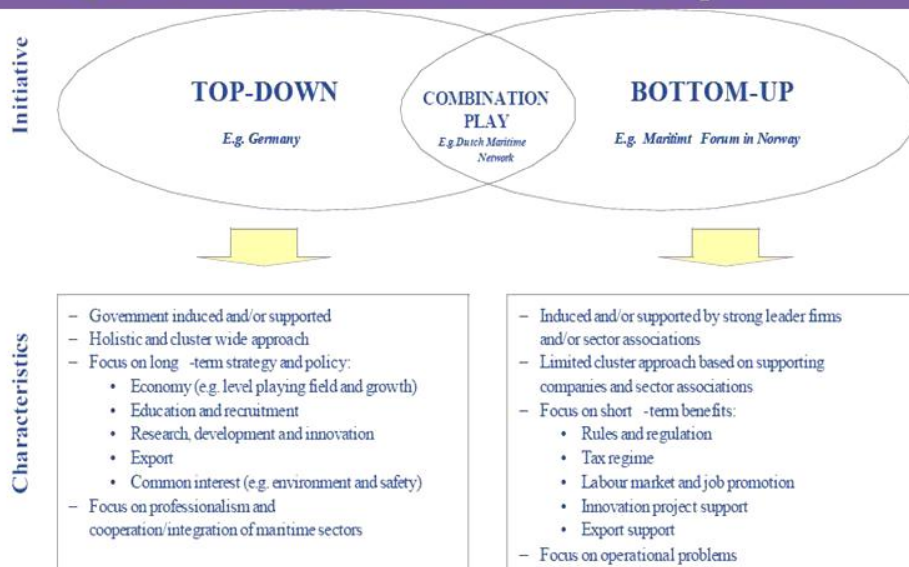 Initiative
TOP-DOWN
E.g. Germany
COMBINATION
PLAY
E.g.Dutch Maritime
Network
BOTTOM-UP
E.g. Maritimt Forum in Norway
Characteristics
– Government induced and/or supported
– Holistic and cluster wide approach
– Focus on long -term strategy and policy:
• Economy (e.g. level playing field and growth)
• Education and recruitment
• Research, development and innovation
• Export
• Common interest (e.g. environment and safety)
– Focus on professionalism and
cooperation/integration of maritime sectors
– Induced and/or supported by strong leader firms
and/or sector associations
– Limited cluster approach based on supporting
companies and sector associations
– Focus on short -term benefits:
• Rules and regulation
• Tax regime
• Labour market and job promotion
• Innovation project support
• Export support
– Focus on operational problems